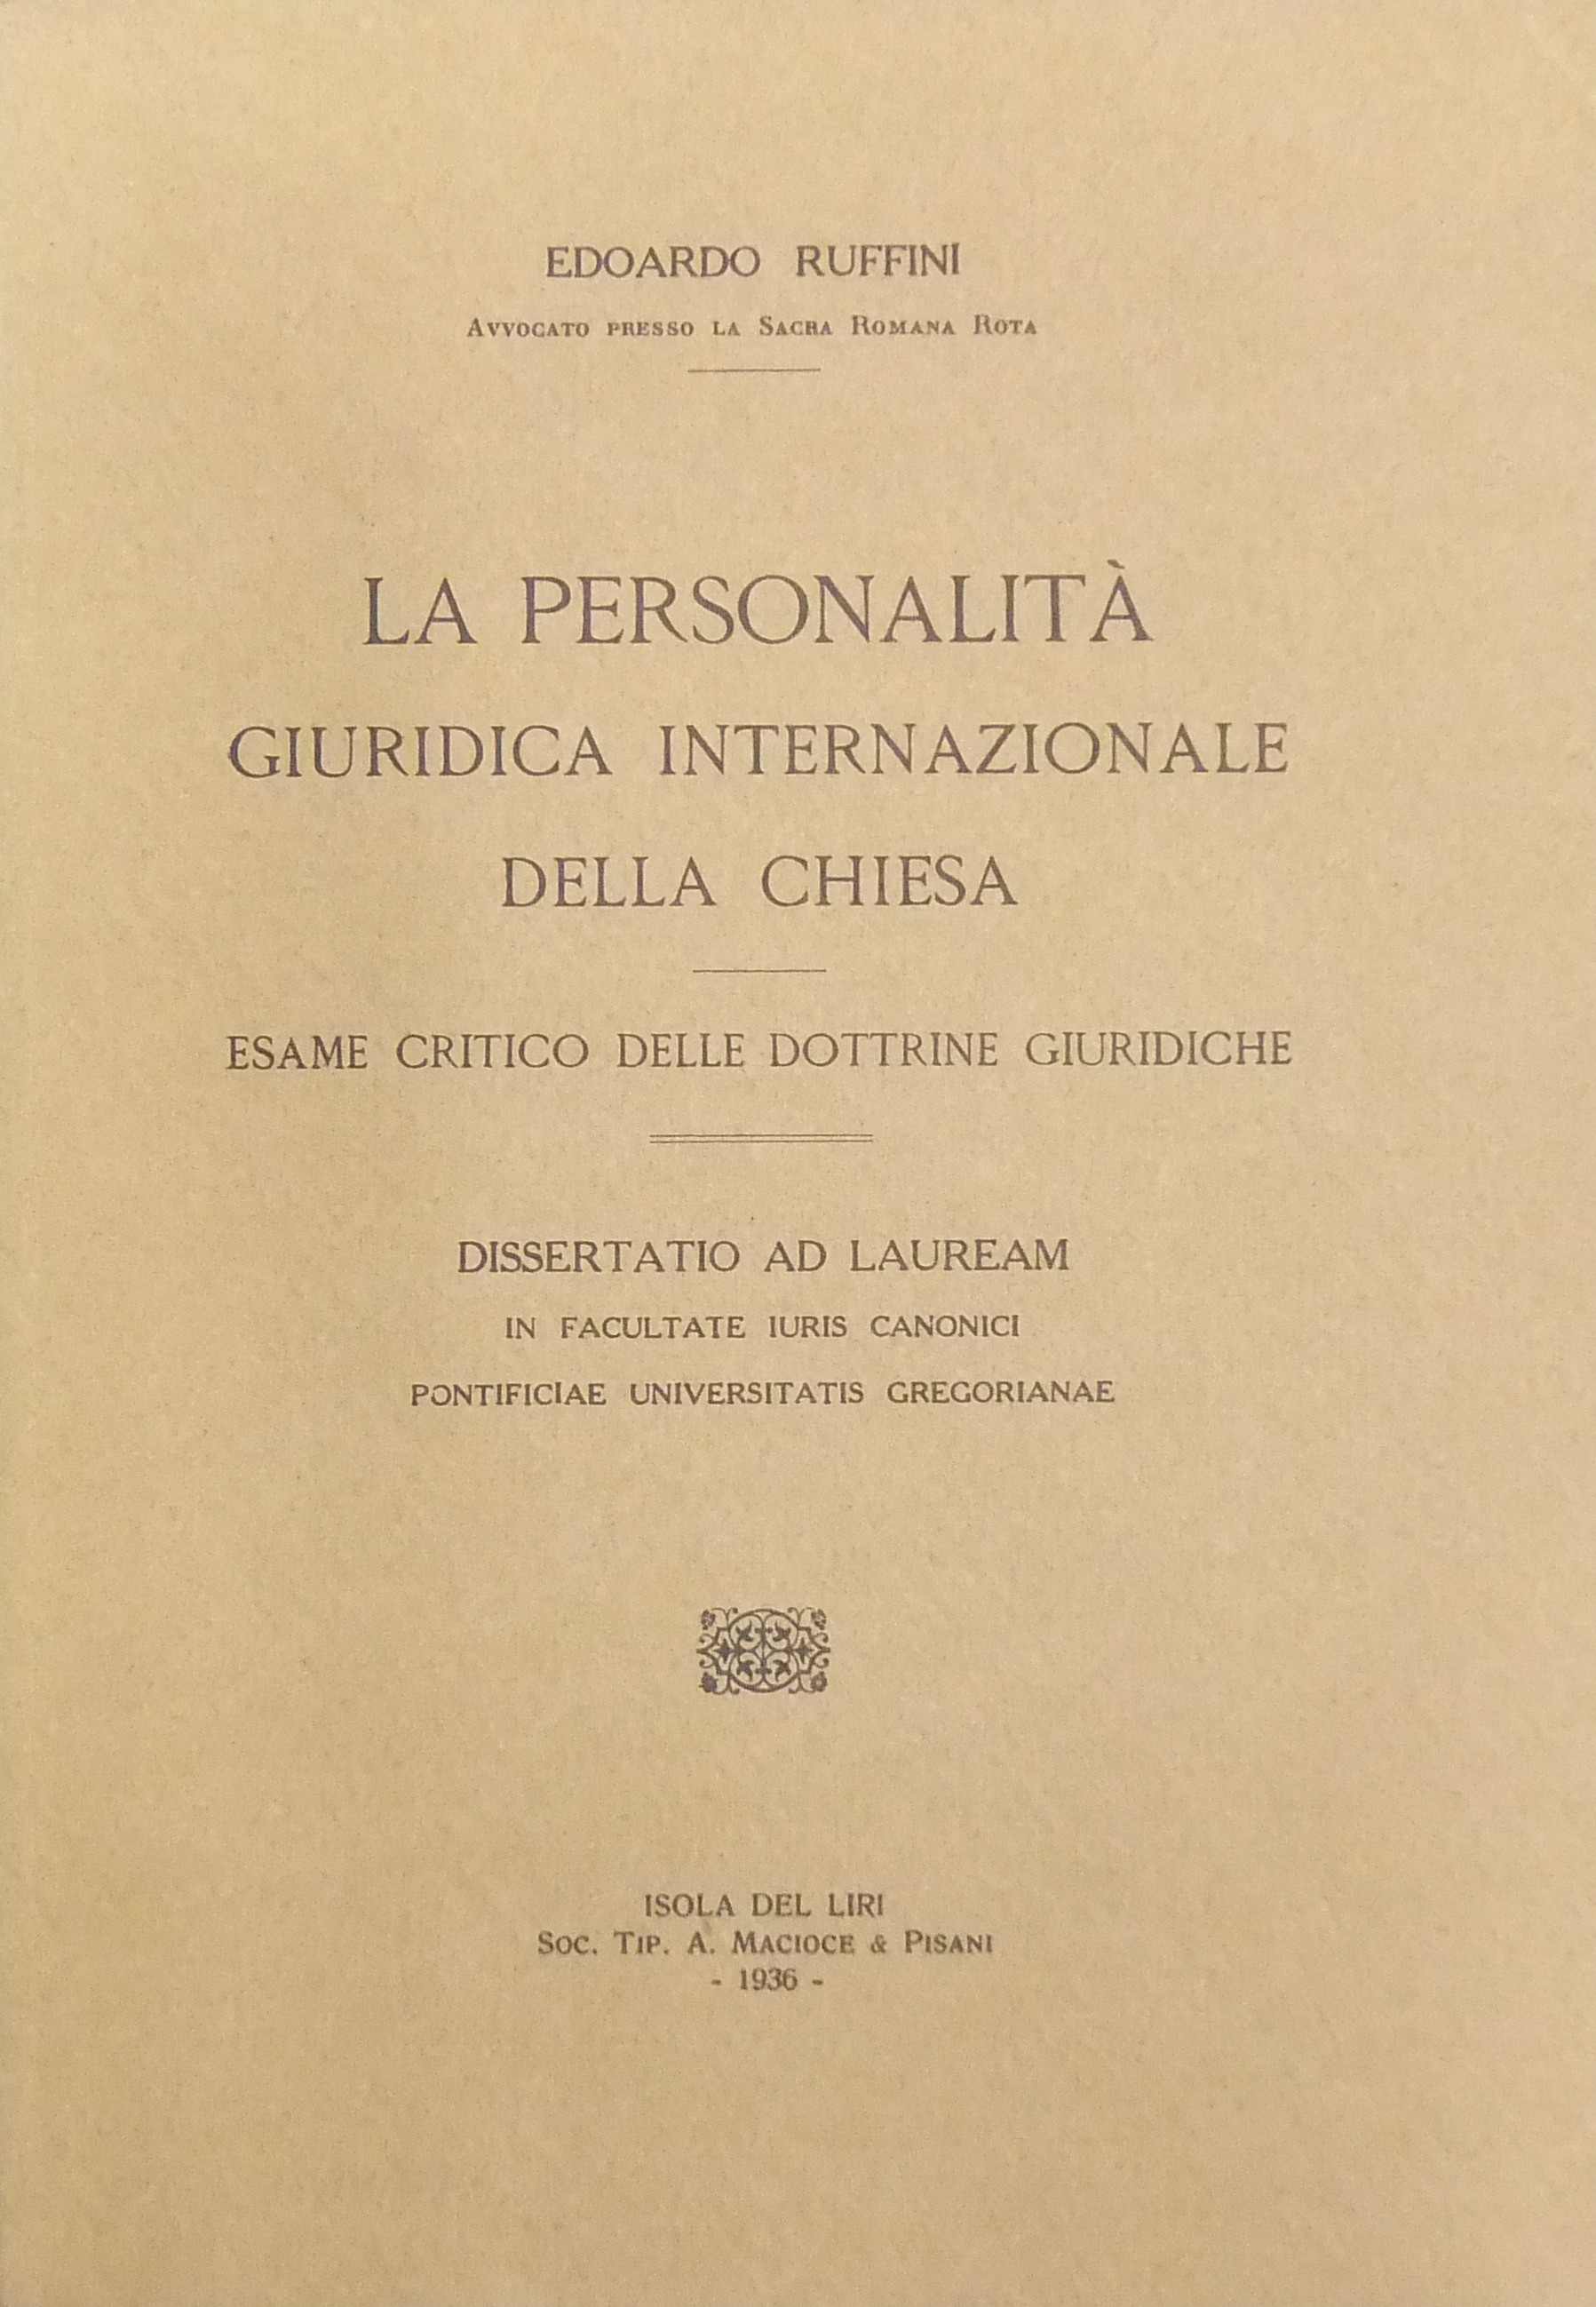 EDOARDO RUFFINI
AVVOCATO PRESSO LA SACRA ROMANA ROTA
LA PERSONALITÀ
GIURIDICA INTERNAZIONALE
DELLA CHIESA
ESAME CRITICO DELLE DOTTRINE GIURIDICHE
DISSERTATIO AD LAUREAM
IN FACULTATE IURIS CANONICI
PONTIFICIAE UNIVERSITATIS GREGORIANAE
ISOLA DEL LIRI
SOC. TIP. A. MACIOCE & PISANI
- 1936 -